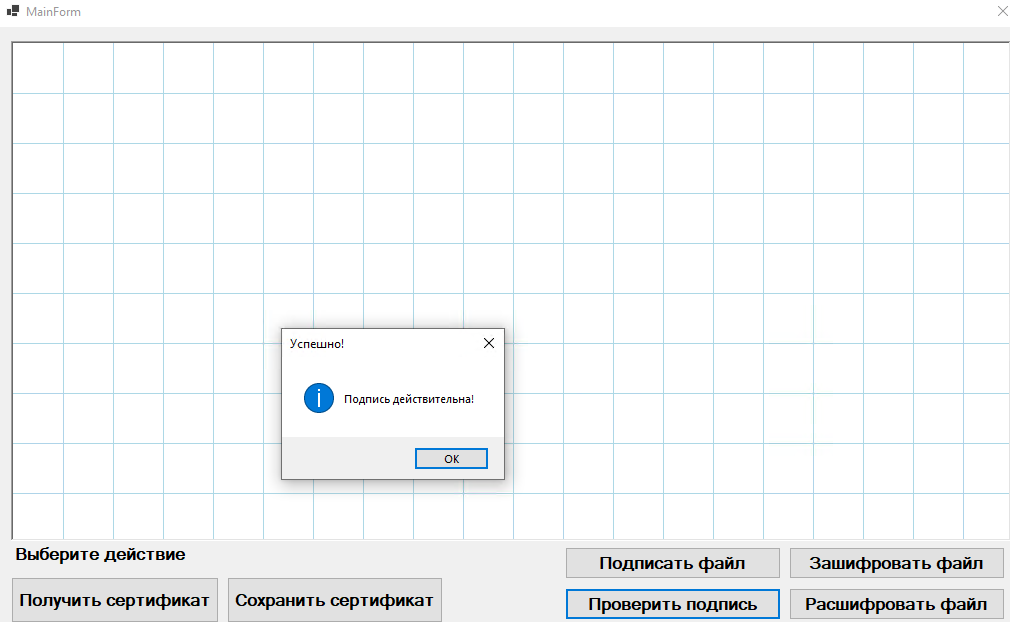 MainForm
Успешно!
Подпись действительна!
OK
Выберите действие
Получить сертификат
Сохранить сертификат
Подписать файл
Зашифровать файл
Проверить подпись
Расшифровать файл